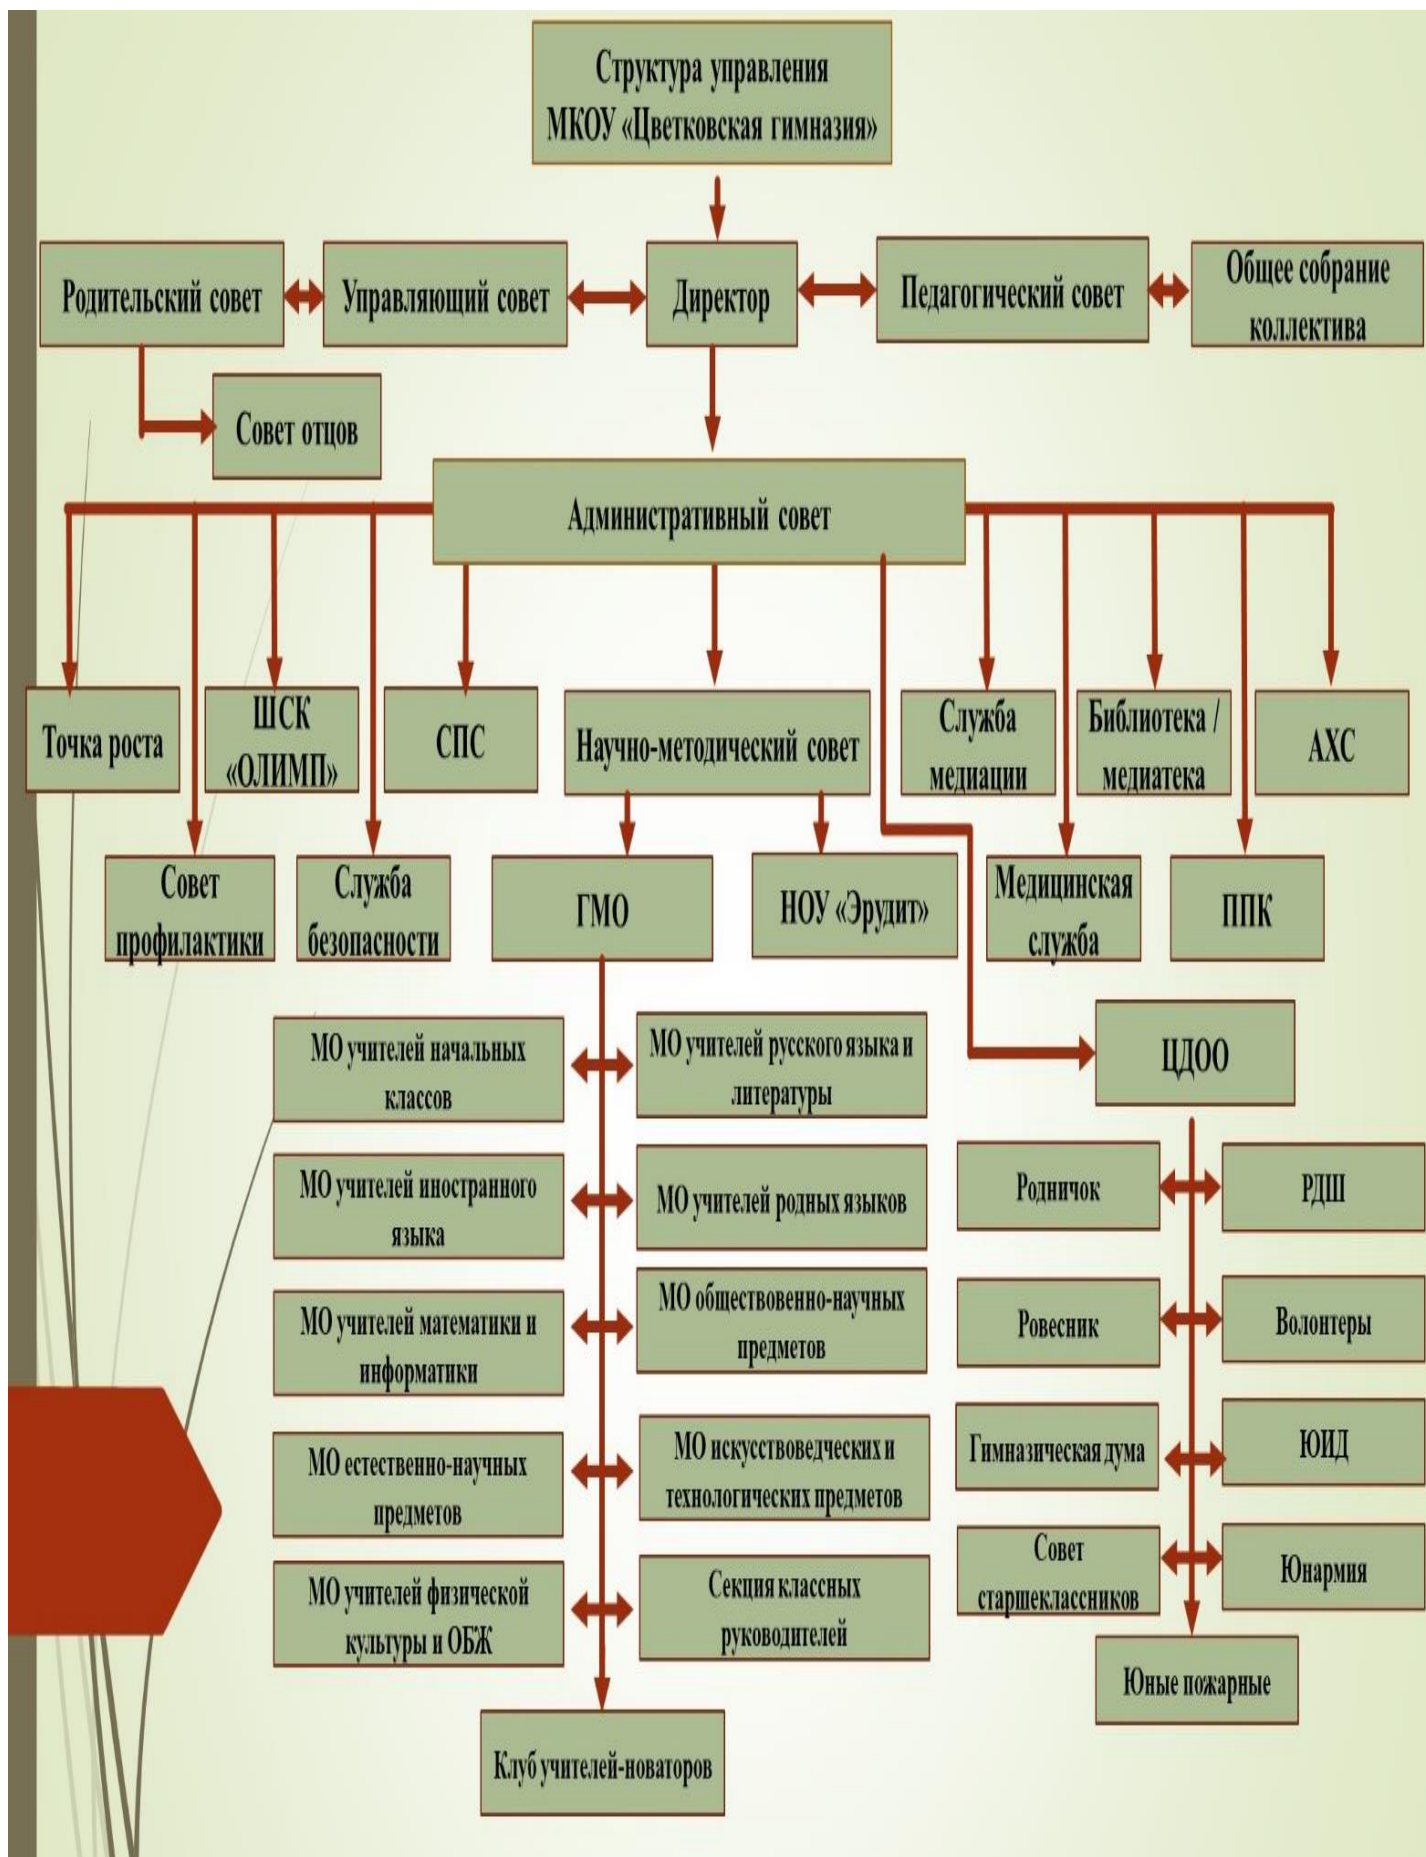 Структура управления
МКОУ «Цветковская гимназия»
Родительский совет
Управляющий совет
Директор
Педагогический совет
Общее собрание
коллектива
Совет отцов
Административный совет
Точка роста
ШСК
«ОЛИМП»
СПС
Научно-методический совет
Служба
медиации
Библиотека /
медиатека
АХС
Совет
профилактики
Служба
безопасности
ГМО
НОУ «Эрудит»
Медицинская
служба
ППК
МО учителей начальных
классов
МО учителей русского языка и
литературы
ЦДОО
МО учителей иностранного
языка
МО учителей родных языков
Родничок
РДШ
МО учителей математики и
информатики
МО обществовенно-научных
предметов
Ровесник
Волонтеры
МО естественно-научных
предметов
МО искусствоведческих и
технологических предметов
Гимназическая дума
ЮИД
МО учителей физической
культуры и ОБЖ
Секция классных
руководителей
Совет
старшеклассников
Юнармия
Юные пожарные
Клуб учителей-новаторов